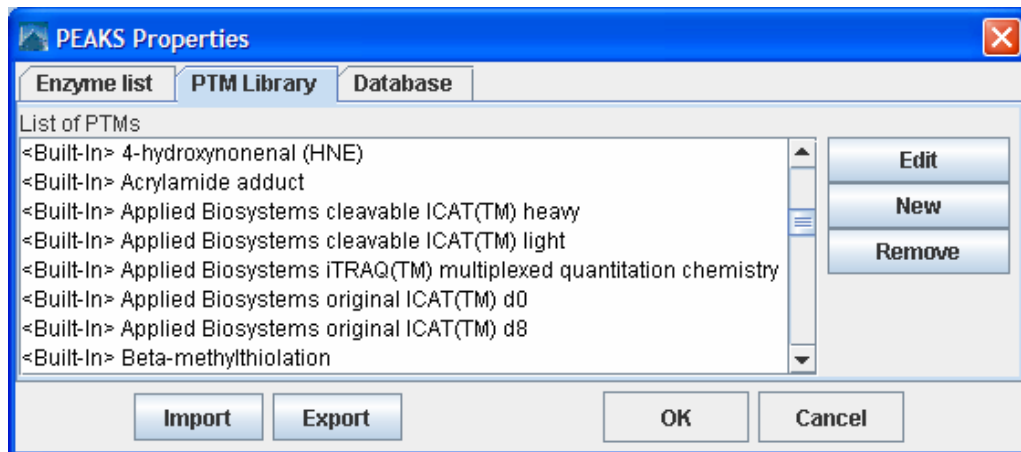 PEAKS Properties
Enzyme list PTM Library Database
List of PTMs
<Built-In> 4-hydroxynonenal (HNE)
<Built-In> Acrylamide adduct
<Built-In> Applied Biosystems cleavable ICAT(TM) heavy
<Built-In> Applied Biosystems cleavable ICAT(TM) light
<Built-In> Applied Biosystems iTRAQ(TM) multiplexed quantitation chemistry
<Built-In> Applied Biosystems original ICAT(TM) d0
<Built-In> Applied Biosystems original ICAT(TM) d8
<Built-In> Beta-methylthiolation
Edit
New
Remove
Import Export OK Cancel